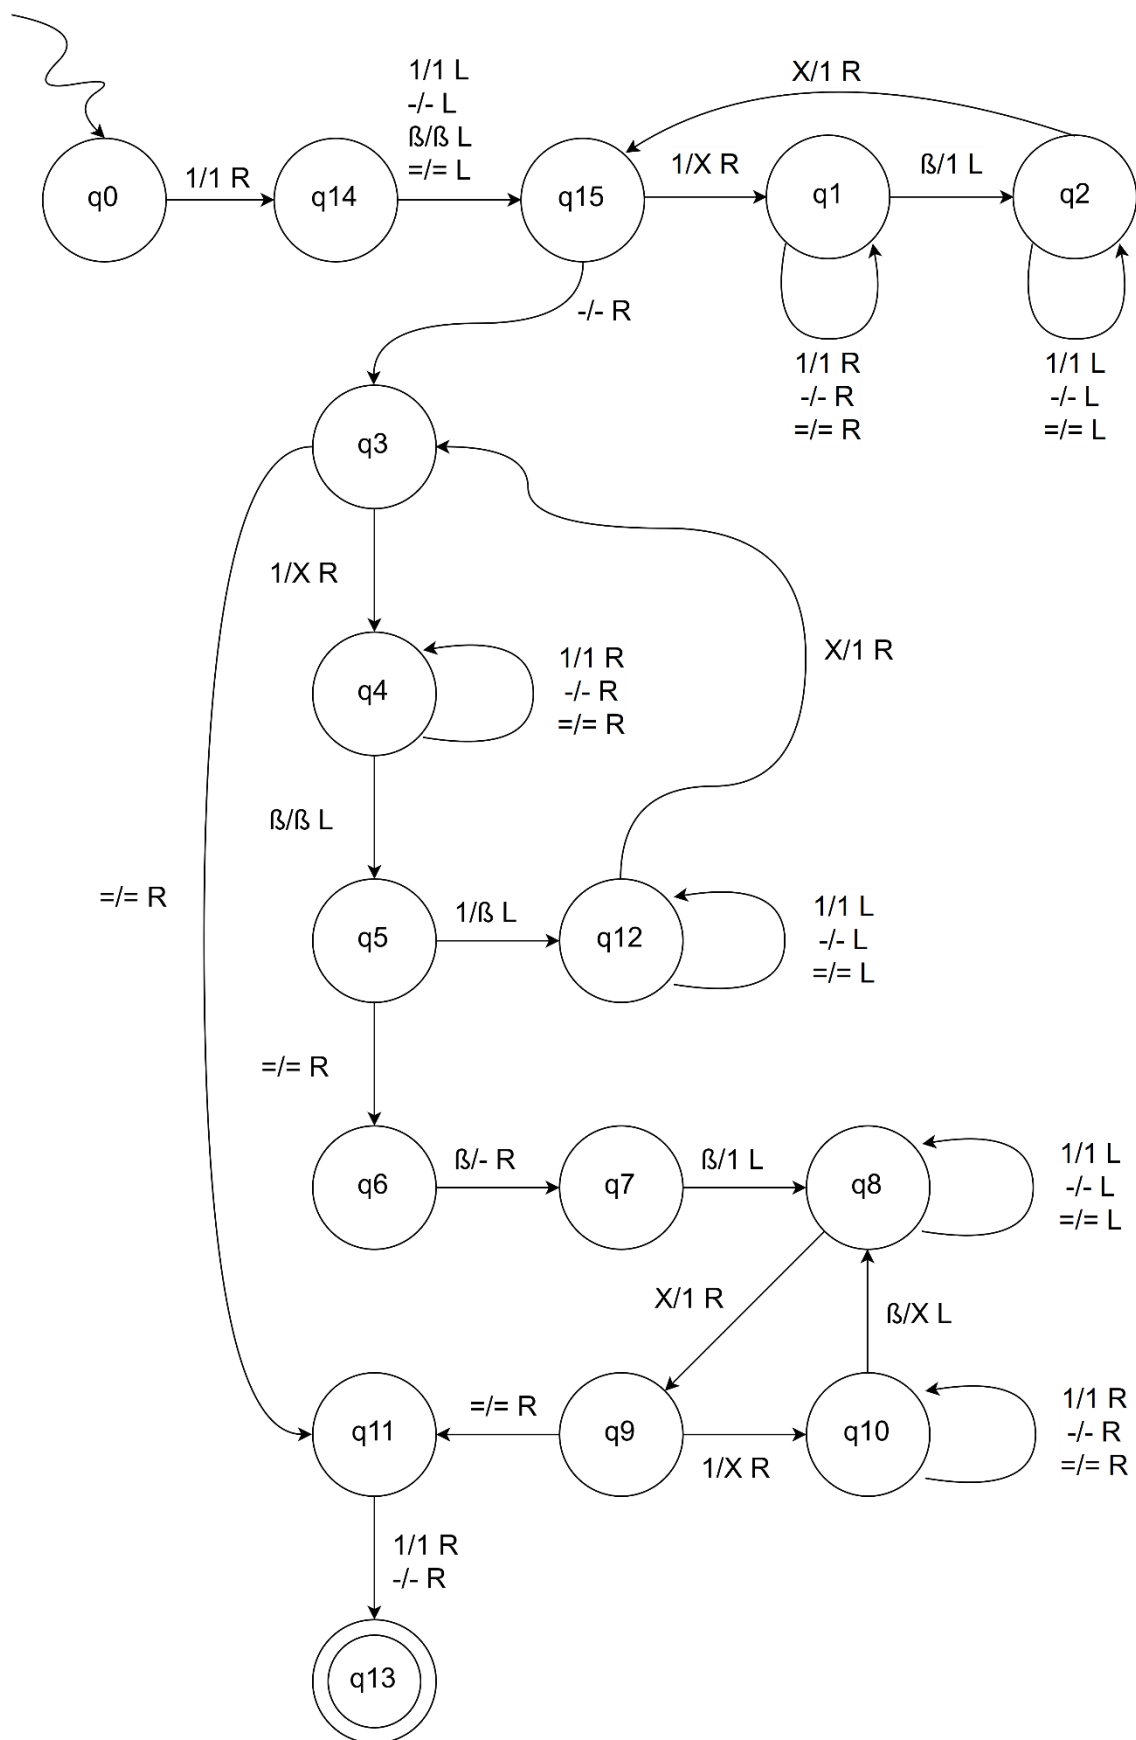 1/1 L
-/- L
ß/ß L
=/= L
X/1 R
q0
1/1 R
q14
q15
1/X R
q1
ß/1 L
q2
-/- R
1/1 R
-/- R
=/= R
1/1 L
-/- L
=/= L
q3
1/X R
X/1 R
q4
1/1 R
-/- R
=/= R
ß/ß L
=/= R
q5
1/ß L
q12
1/1 L
-/- L
=/= L
=/= R
q6
ß/- R
q7
ß/1 L
q8
1/1 L
-/- L
=/= L
X/1 R
ß/X L
q11
=/= R
q9
1/X R
q10
1/1 R
-/- R
=/= R
1/1 R
-/- R
q13